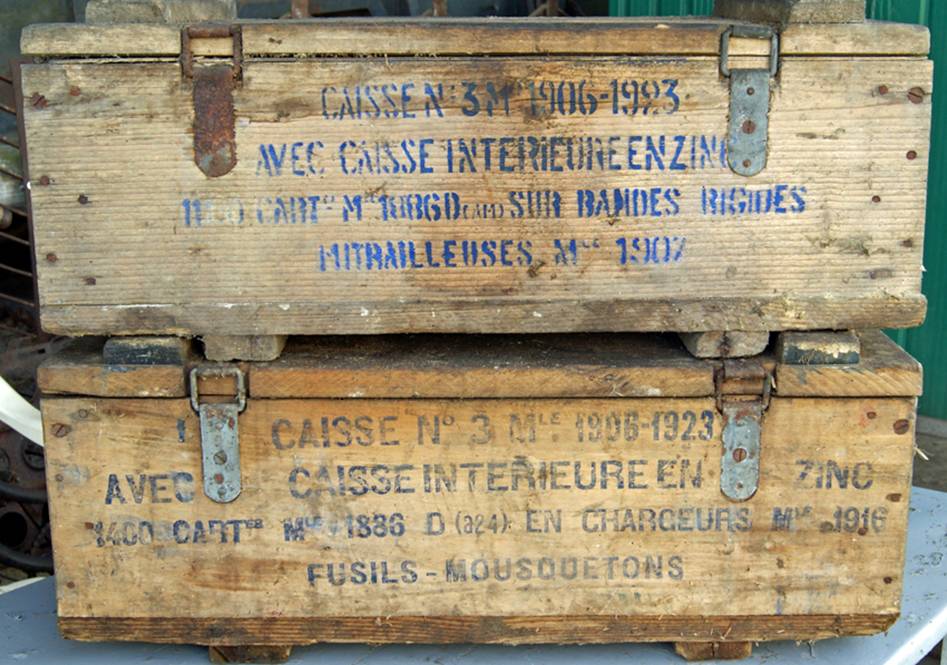 CAISSE Nº 3 Mle 1906-1923
AVEC CAISSE INTERIEURE EN ZINC
CARTes Mle 1886 D (AM) SUR BANDES RIGIDES
MITRAILLEUSES Mle 1907
CAISSE Nº 3 MLE 1906-1923
AVEC CAISSE INTERIEURE EN ZINC
1400 CARTes Mle 1886 D (a24) EN CHARGEURS Mle 1916
FUSILS-MOUSQUETONS